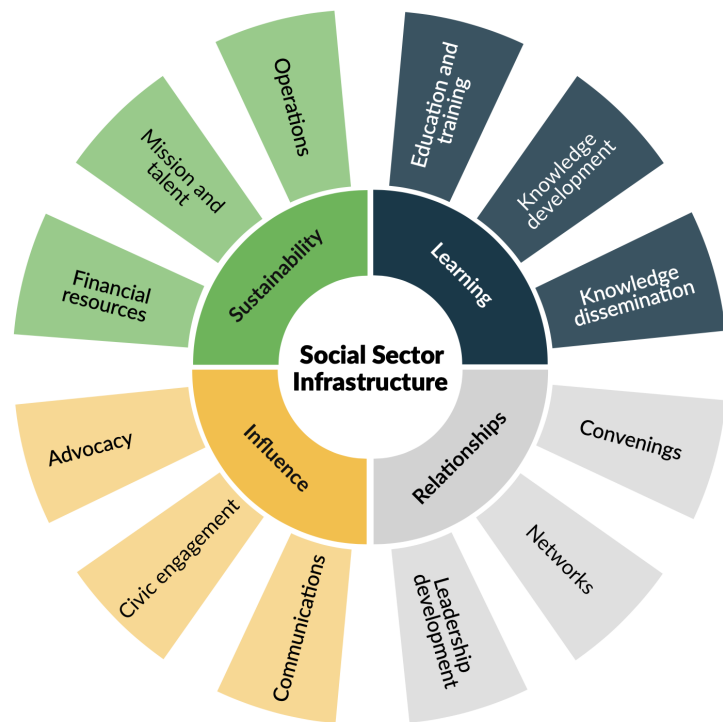 Social Sector
Infrastructure
Sustainability
Financial
resources
Mission and
talent
Operations
Learning
Education and
training
Knowledge
development
Knowledge
dissemination
Relationships
Convenings
Networks
Leadership
development
Influence
Communications
Civic engagement
Advocacy